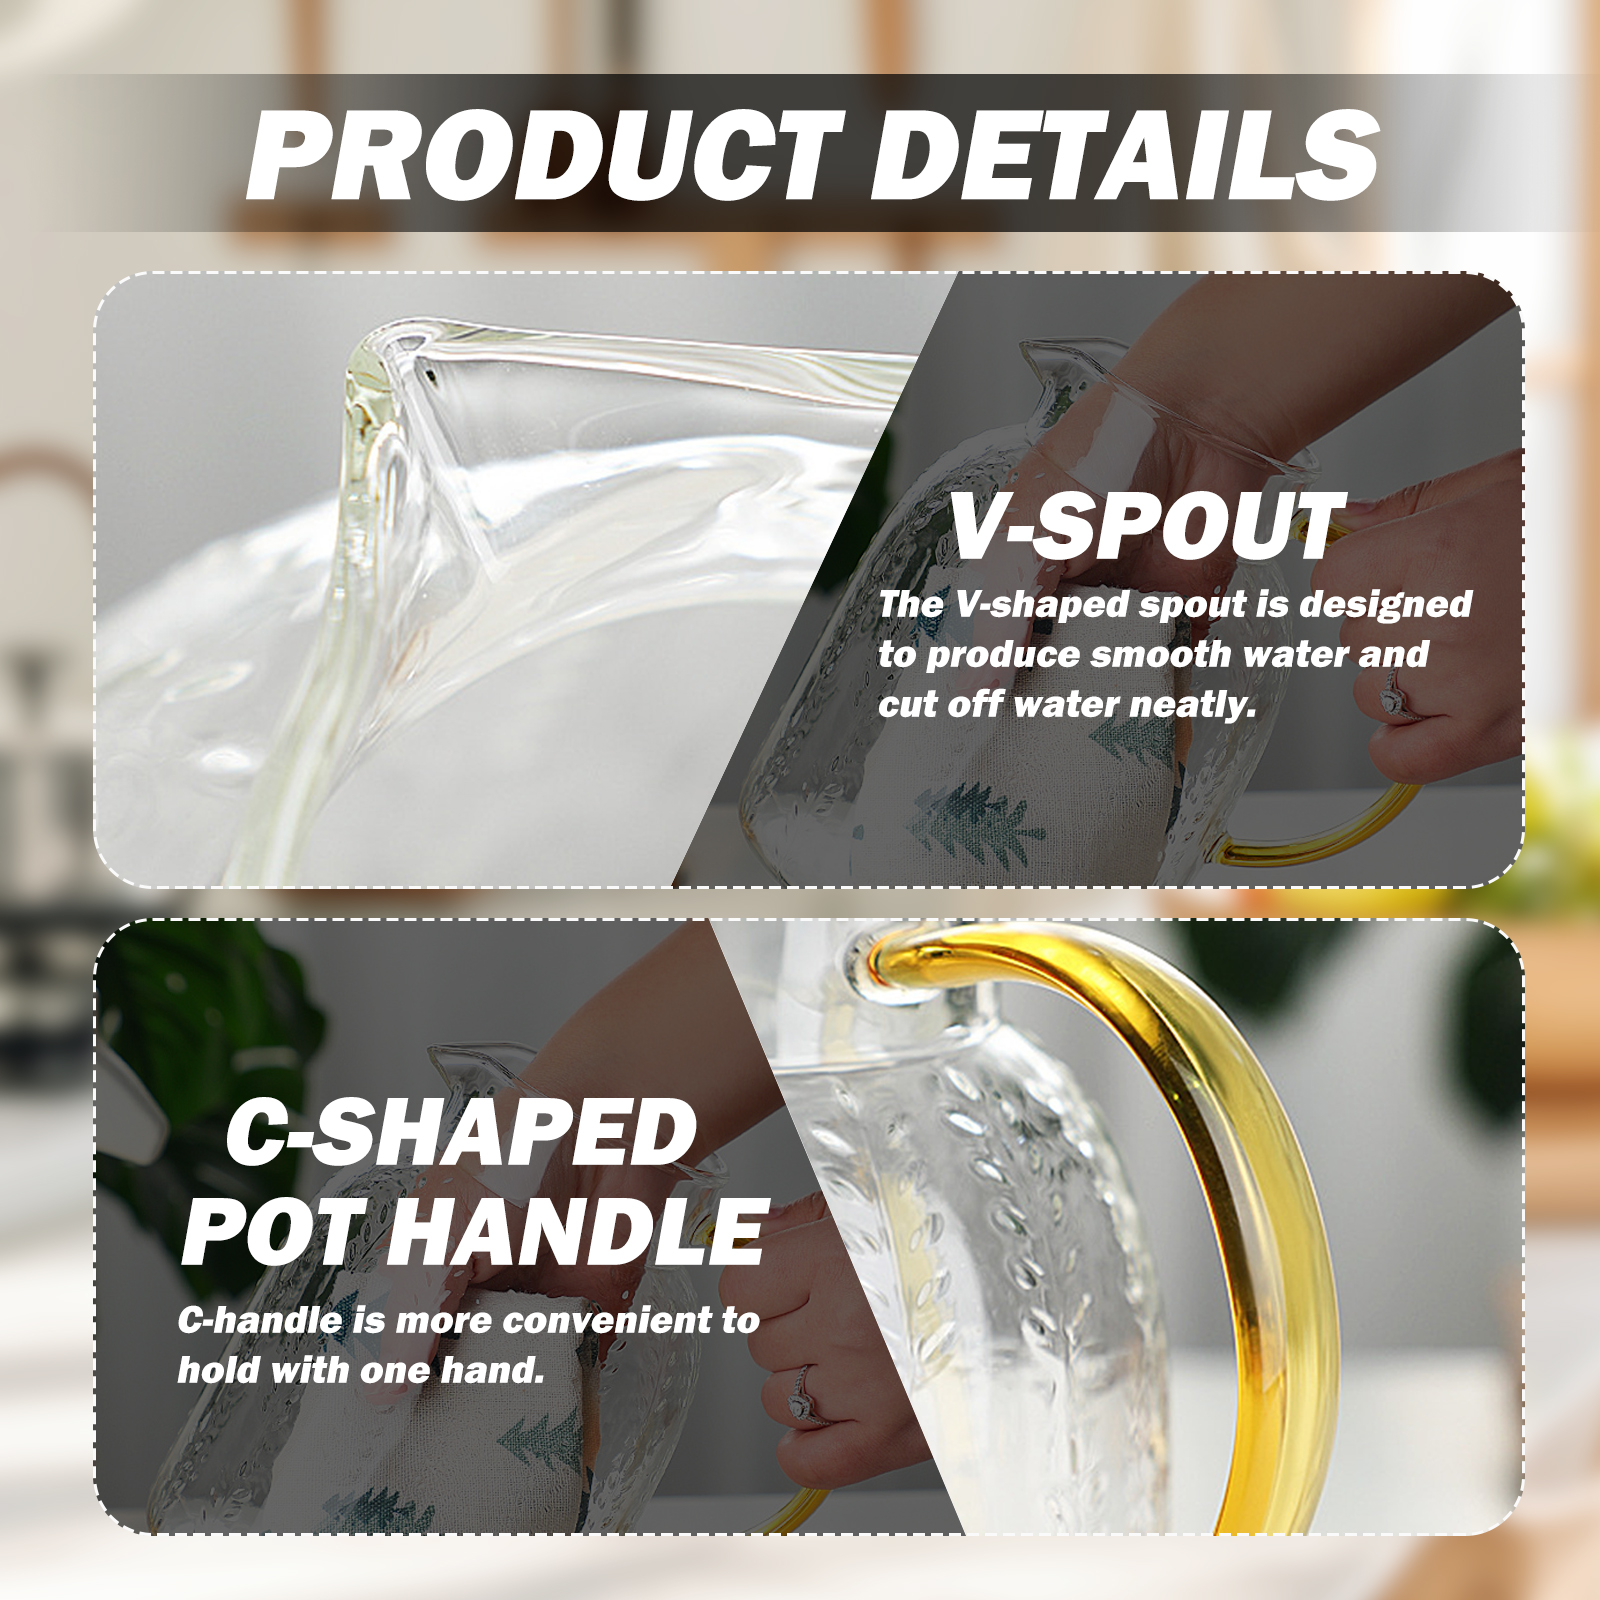 PRODUCT DETAILS
V-SPOUT
The V-shaped spout is designed
to produce smooth water and
cut off water neatly.
C-SHAPED
POT HANDLE
C-handle is more convenient to
hold with one hand.